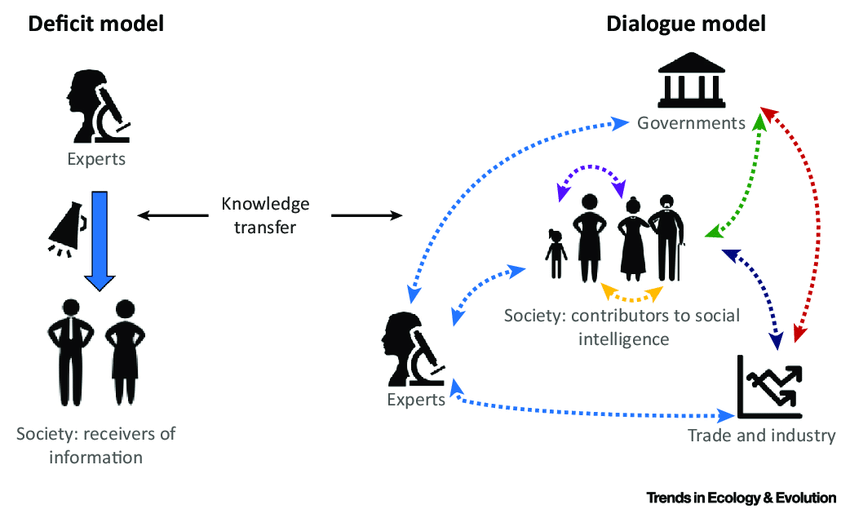 Deficit model
Experts
Society: receivers of
information
Knowledge
transfer
Dialogue model
Governments
Society: contributors to social
intelligence
Experts
Trade and industry
Trends in Ecology & Evolution